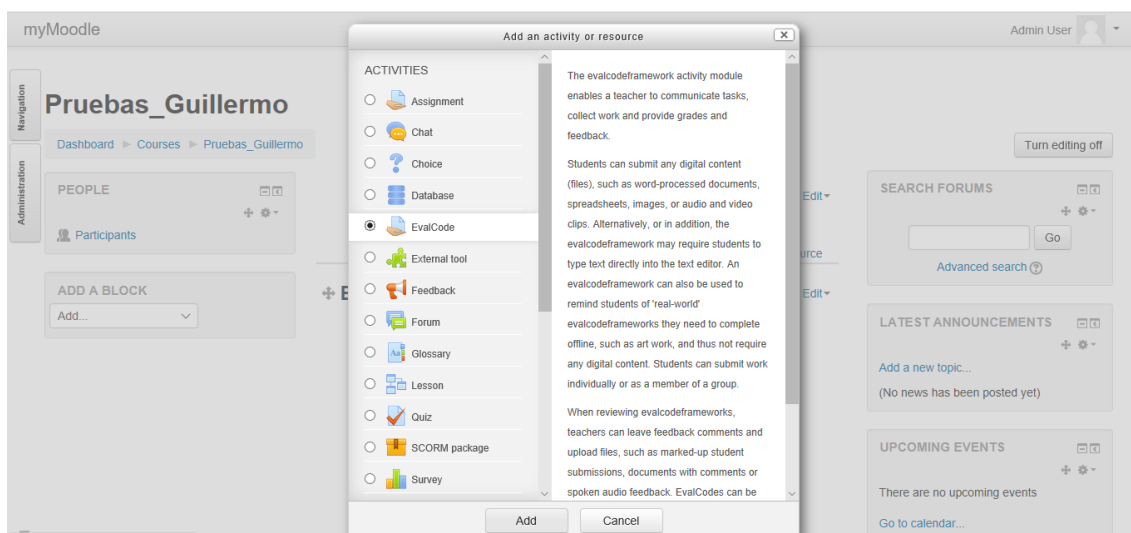 myMoodle
Admin User
Navigation
Administration
Pruebas_Guillermo
Dashboard
Courses
Pruebas_Guillermo
Turn editing off
PEOPLE
Participants
ADD A BLOCK
Add...
E
Edit
urce
Edit
Add an activity or resource
ACTIVITIES
Assignment
Chat
Choice
Database
EvalCode
External tool
Feedback
Forum
Glossary
Lesson
Quiz
SCORM package
Survey
The evalcodeframework activity module
enables a teacher to communicate tasks,
collect work and provide grades and
feedback.
Students can submit any digital content
(files), such as word-processed documents,
spreadsheets, images, or audio and video
clips. Alternatively, or in addition, the
evalcodeframework may require students to
type text directly into the text editor. An
evalcodeframework can also be used to
remind students of 'real-world'
evalcodeframeworks they need to complete
offline, such as art work, and thus not require
any digital content. Students can submit work
individually or as a member of a group.
When reviewing evalcodeframeworks,
teachers can leave feedback comments and
upload files, such as marked-up student
submissions, documents with comments or
spoken audio feedback. EvalCodes can be
Add
Cancel
SEARCH FORUMS
Go
Advanced search
LATEST ANNOUNCEMENTS
Add a new topic...
(No news has been posted yet)
UPCOMING EVENTS
There are no upcoming events
Go to calendar...